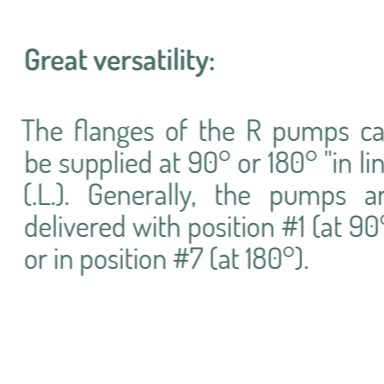 Great versatility:
The flanges of the R pumps ca
be supplied at 90° or 180° "in lin
(.L.). Generally, the pumps ar
delivered with position #1 (at 90°
or in position #7 (at 180°).